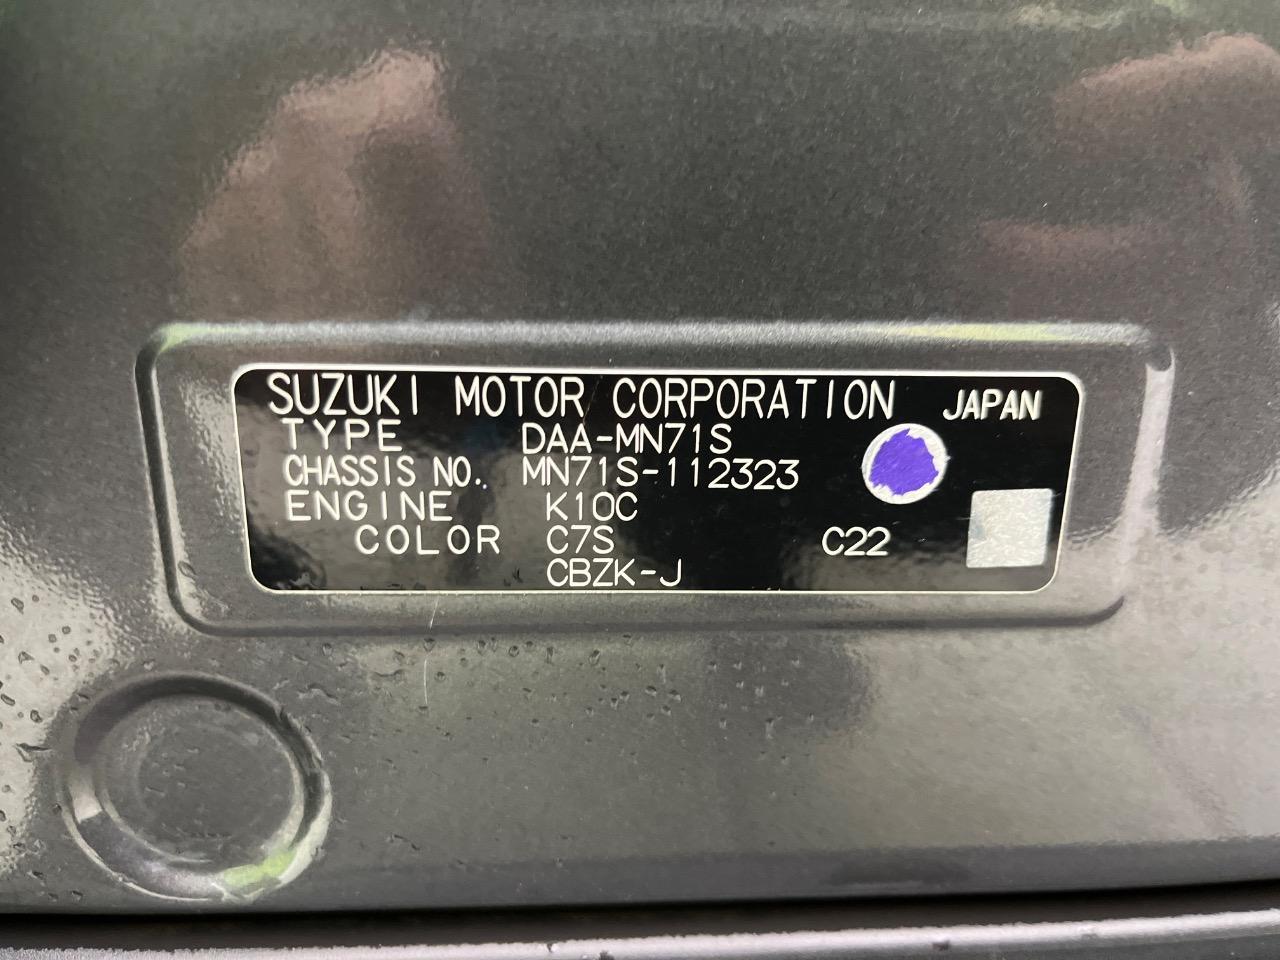 SUZUKI MOTOR CORPORATION JAPAN
TYPE DAA-MN71S
CHASSIS NO. MN71S-112323
ENGINE K10C
COLOR C7S C22
CBZK-J